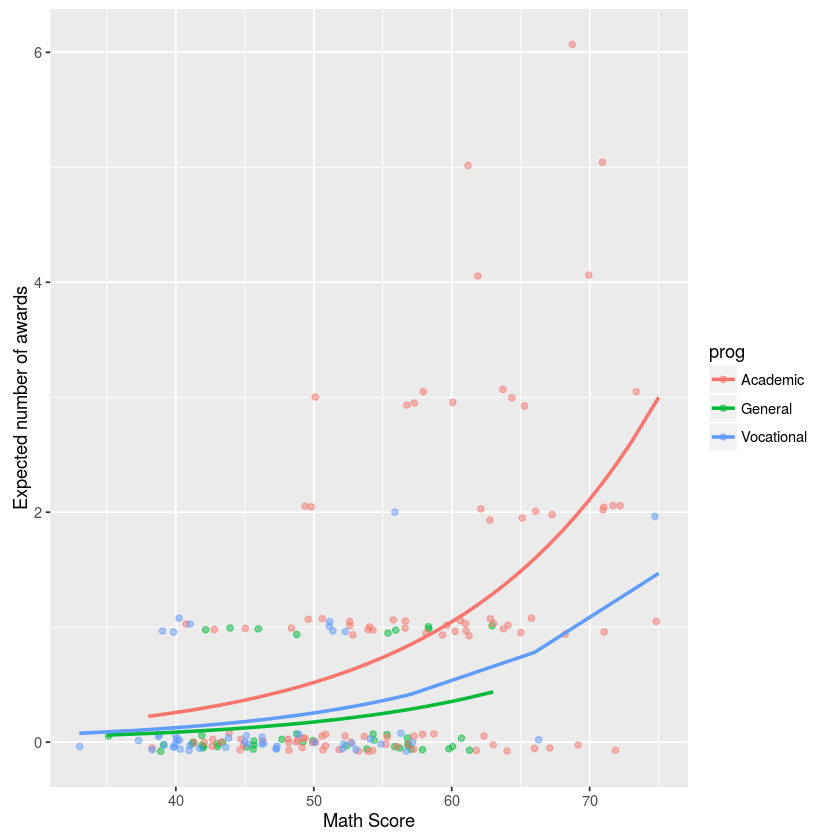 6
4
2
0
40 50 60 70
Math Score
Expected number of awards
prog
Academic
General
Vocational